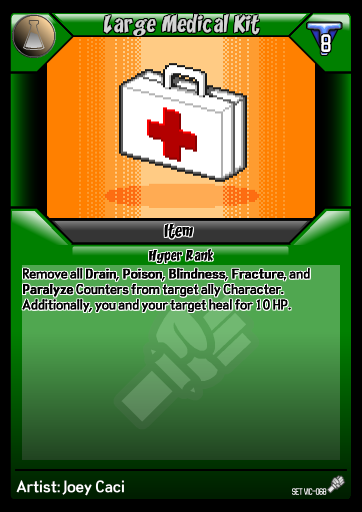 Large Medical Kit
8
Item
Hyper Rank
Remove all Drain, Poison, Blindness, Fracture, and
Paralyze Counters from target ally Character.
Additionally, you and your target heal for 10 HP.
Artist: Joey Caci
SET VIC-068